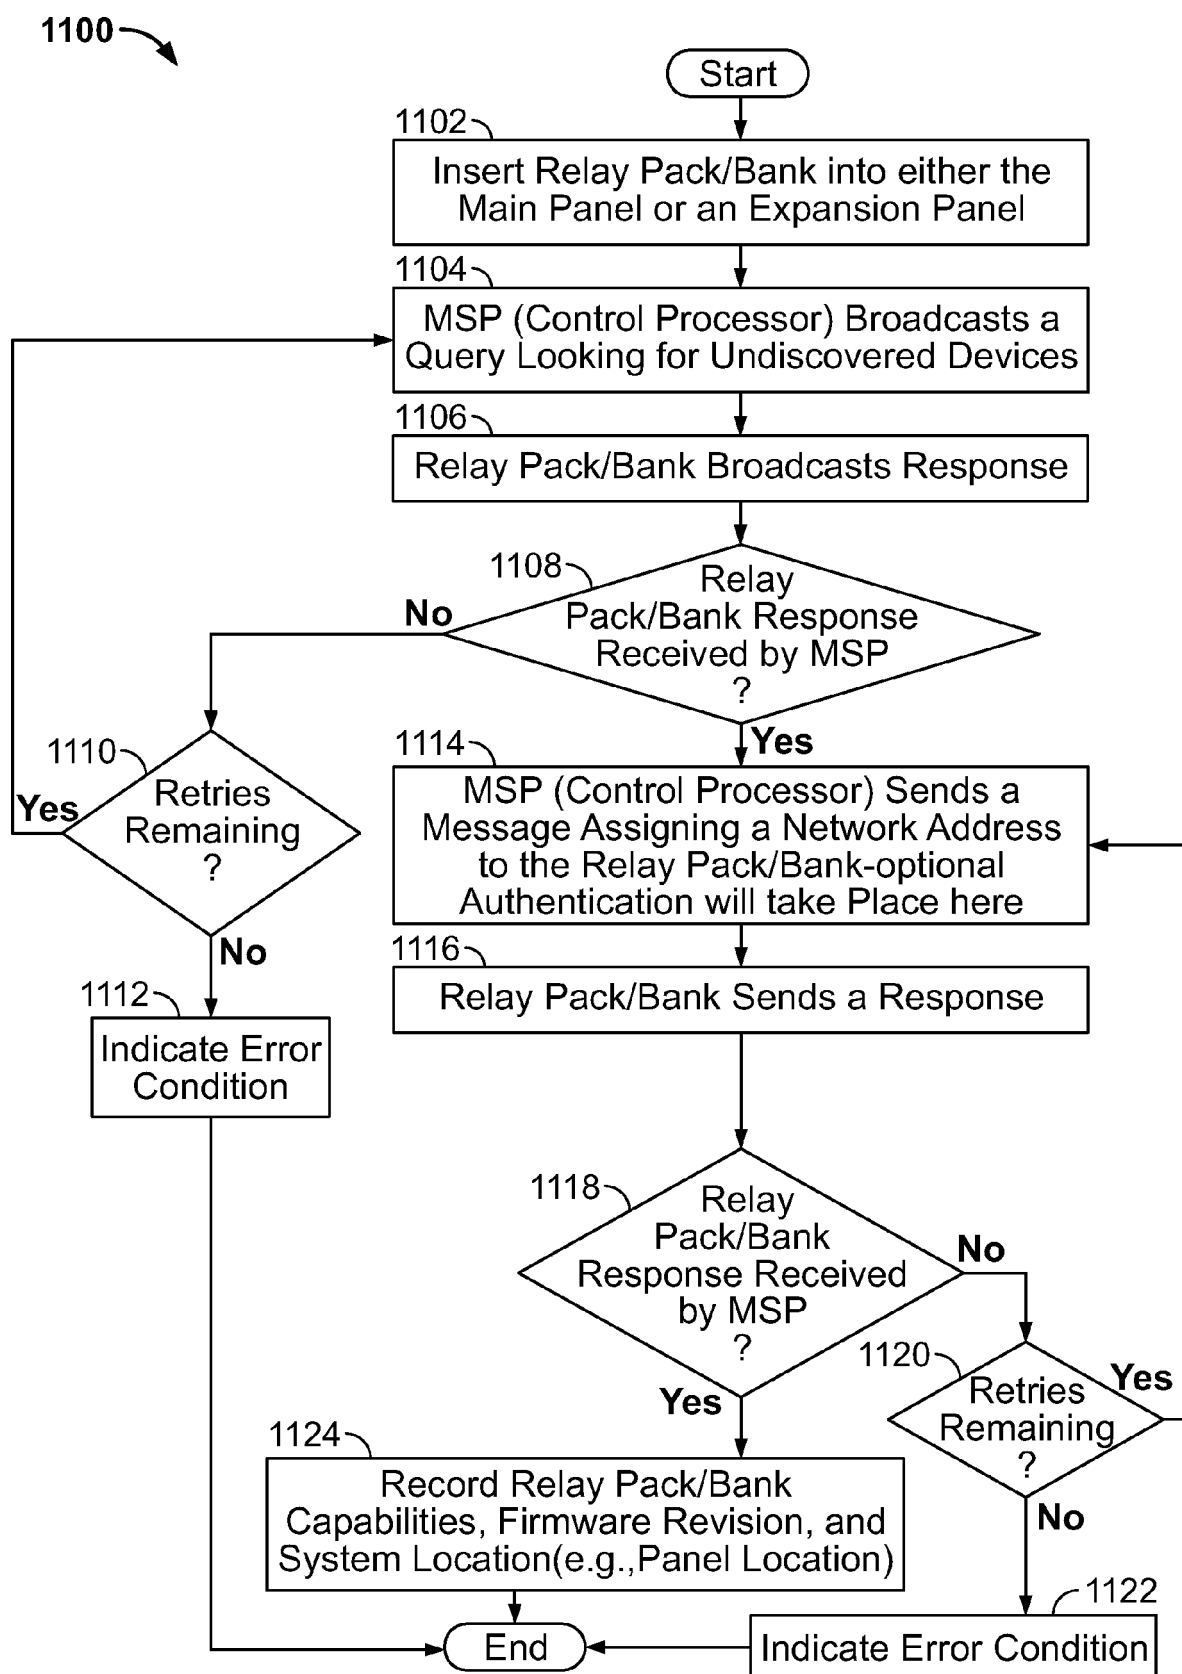 1100
Start
1102
Insert Relay Pack/Bank into either the
Main Panel or an Expansion Panel
1104
MSP (Control Processor) Broadcasts a
Query Looking for Undiscovered Devices
1106
Relay Pack/Bank Broadcasts Response
1108
Relay
Pack/Bank Response
Received by MSP
?
No
Yes
1110
Retries
Remaining
?
Yes
No
1112
Indicate Error
Condition
1114
MSP (Control Processor) Sends a
Message Assigning a Network Address
to the Relay Pack/Bank-optional
Authentication will take Place here
1116
Relay Pack/Bank Sends a Response
1118
Relay
Pack/Bank
Response Received
by MSP
?
No
Yes
1120
Retries
Remaining
?
Yes
No
1124
Record Relay Pack/Bank
Capabilities, Firmware Revision, and
System Location(e.g.,Panel Location)
1122
Indicate Error Condition
End